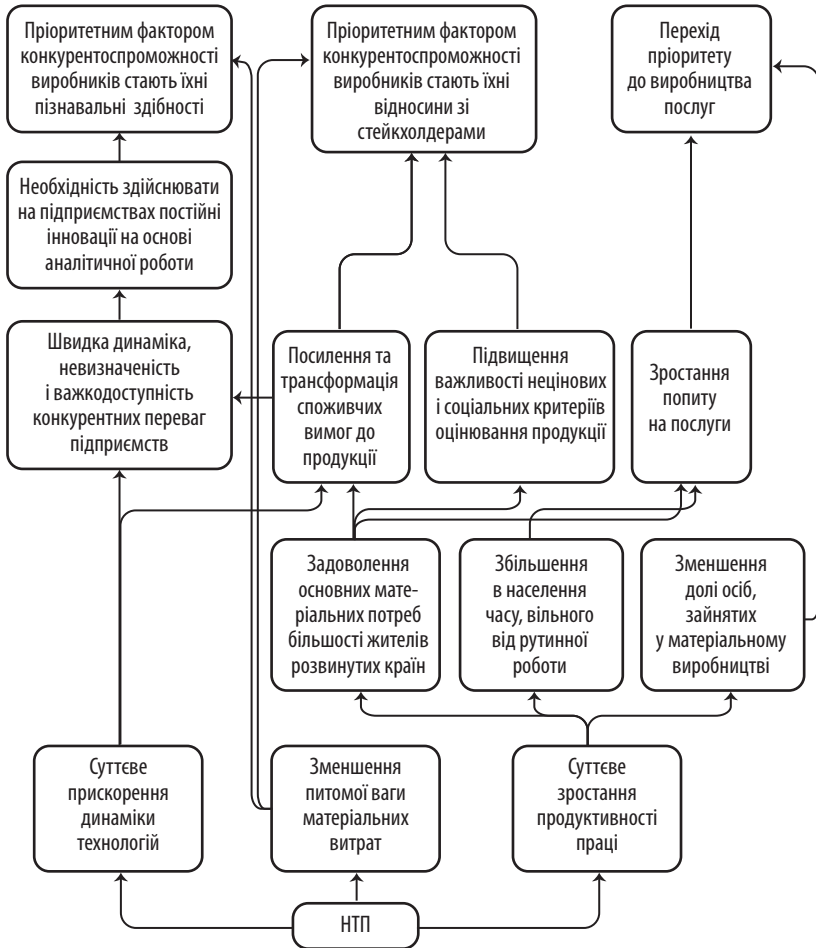 Пріоритетним фактором
конкурентоспроможності
виробників стають їхні
пізнавальні здібності
Пріоритетним фактором
конкурентоспроможності
виробників стають їхні
відносини зі
стейкхолдерами
Перехід
пріоритету
до виробництва
послуг
Необхідність здійснювати
на підприємствах постійні
інновації на основі
аналітичної роботи
Швидка динаміка,
невизначеність
і важкодоступність
конкурентних переваг
підприємств
Посилення та
трансформація
споживчих
вимог до
продукції
Підвищення
важливості нецінових
і соціальних критеріїв
оцінювання продукції
Зростання
попиту
на послуги
Задоволення
основних мате-
ріальних потреб
більшості жителів
розвинутих країн
Збільшення
в населення
часу, вільного
від рутинної
роботи
Зменшення
долі осіб,
зайнятих
у матеріальному
виробництві
Суттєве
прискорення
динаміки
технологій
Зменшення
питомої ваги
матеріальних
витрат
Суттєве
зростання
продуктивності
праці
НТП